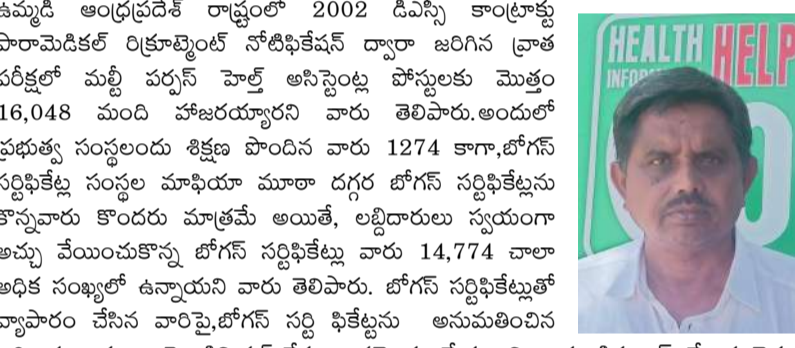 ఉమ్మడి ఆంధ్రప్రదేశ్ రాష్ట్రంలో 2002 డిఎస్సి కాంట్రాక్టు
పారామెడికల్ రిక్రూట్మెంట్ నోటిఫికేషన్ ద్వారా జరిగిన వ్రాత
పరీక్షలో మల్టీ పర్పస్ హెల్త్ అసిస్టెంట్ల పోస్టులకు మొత్తం
16,048 మంది హాజరయ్యారని వారు తెలిపారు.అందులో
ప్రభుత్వ సంస్థలందు శిక్షణ పొందిన వారు 1274 కాగా,బోగస్
సర్టిఫికేట్ల సంస్థల మాఫియా మూఠా దగ్గర బోగస్ సర్టిఫికేట్లను
కొన్నవారు కొందరు మాత్రమే అయితే, లబ్దిదారులు స్వయంగా
అచ్చు వేయించుకొన్న బోగస్ సర్టిఫికేట్లు వారు 14,774 చాలా
అధిక సంఖ్యలో ఉన్నాయని వారు తెలిపారు. బోగస్ సర్టిఫికేట్లుతో
వ్యాపారం చేసిన వారిపై,బోగస్ సర్టి ఫికేట్లను అనుమతించిన
HEALTH HELP